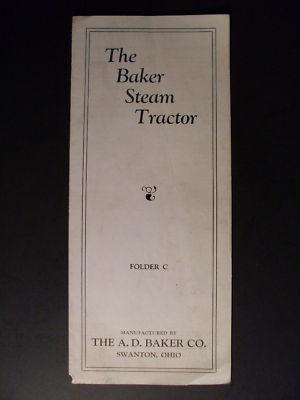 The
Baker
Steam
Tractor
FOLDER C
MANUFACTURED BY
THE A. D. BAKER CO.
SWANTON, OHIO